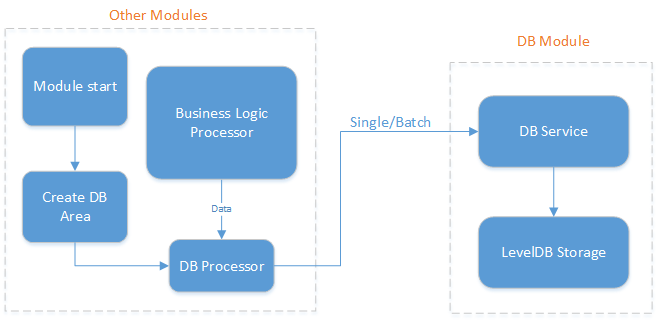 Other Modules
Module start
Business Logic
Processor
Create DB
Area
Data
DB Processor
Single/Batch
DB Module
DB Service
LevelDB Storage